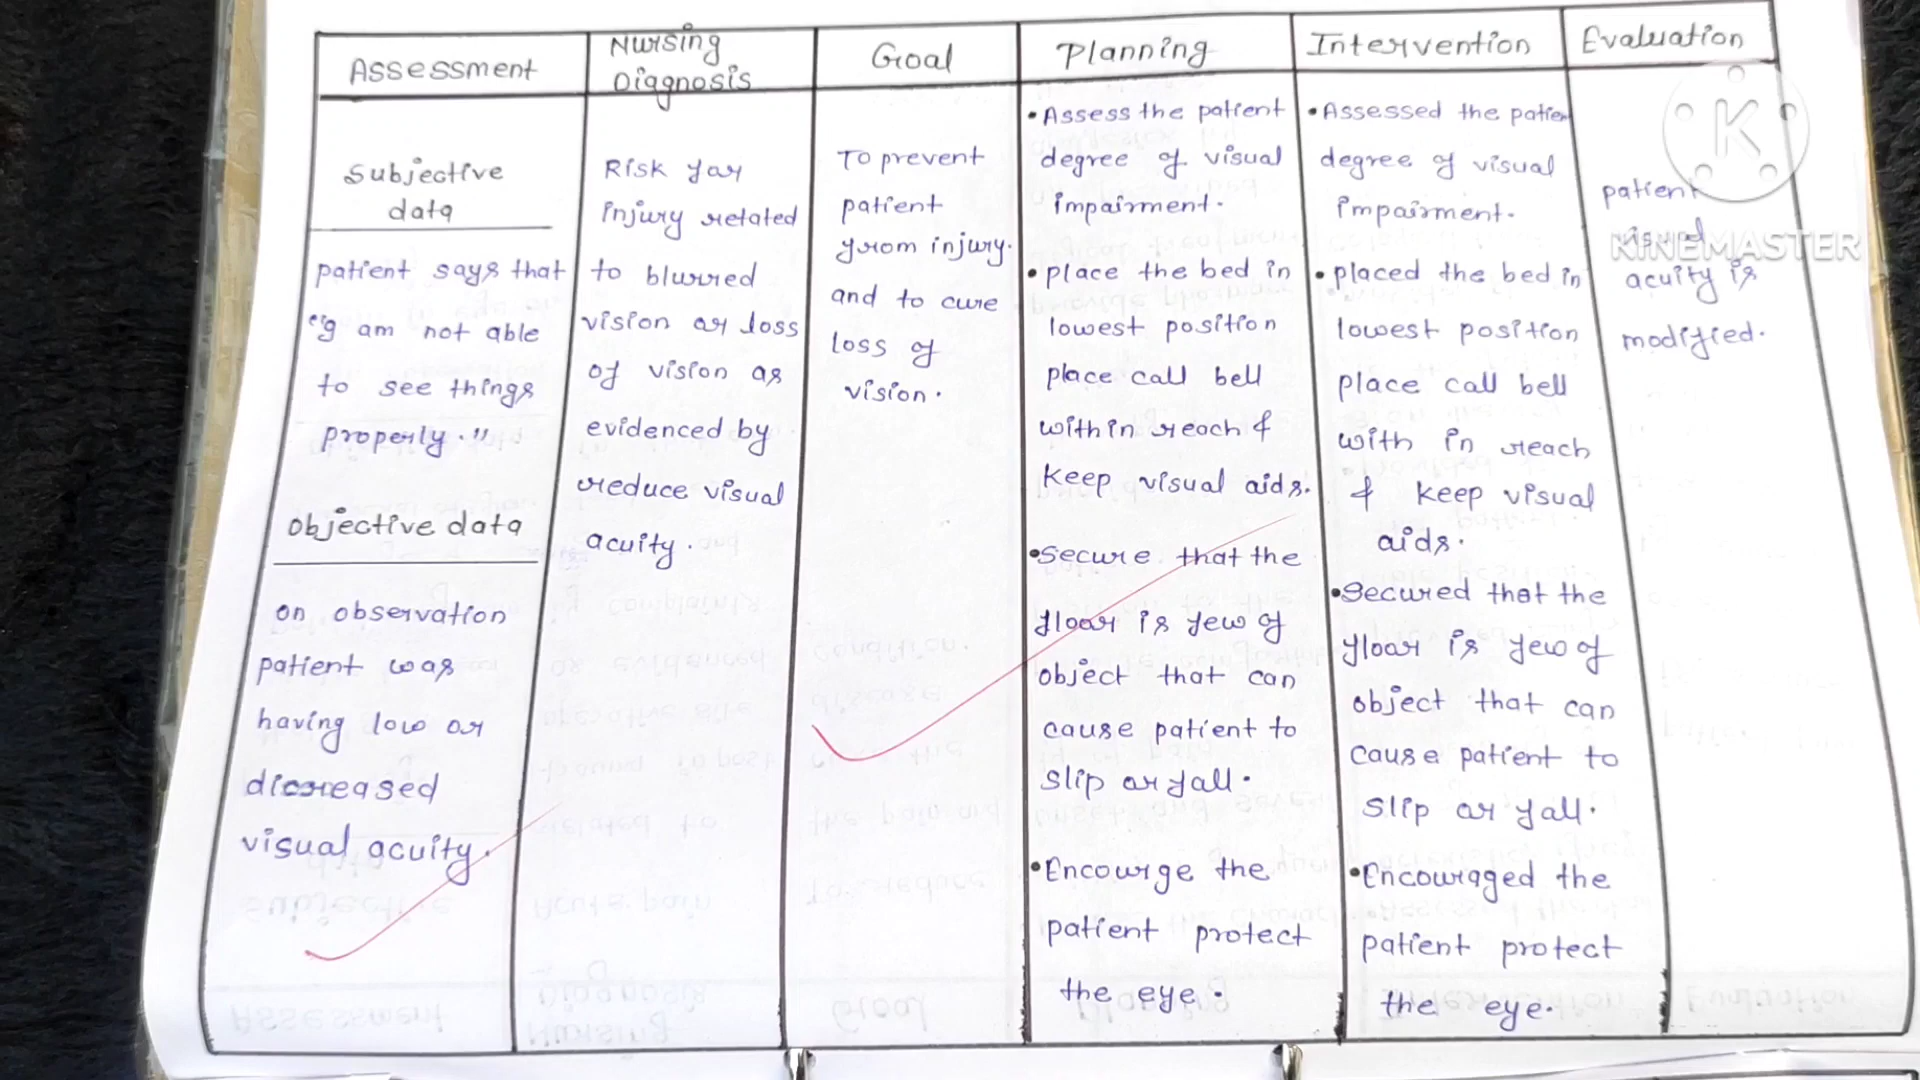 Assessment
Nursing
Diagnosis
Goal
Planning
Intervention
Evaluation
Subjective
data
patient says that
"g am not able
to see things
properly."
objective data
on observation
patient was
having low or
dicreased
visual acuity.
Risk for
injury related
to blurred
vision or loss
of vision as
evidenced by
reduce visual
acuity.
To prevent
patient
from injury.
and to cure
loss of
vision.
• Assess the patient
degree of visual
impairment.
• place the bed in
lowest position
place call bell
within reach &
keep visual aids.
• Secure that the
floor is few of
object that can
cause patient to
slip or fall.
• Encourge the
patient protect
the eye.
• Assessed the patien
degree of visual
impairment.
• placed the bed in
lowest position
place call bell
with in reach
& keep visual
aids.
• Secured that the
floor is few of
object that can
cause patient to
slip or fall.
• Encouraged the
patient protect
the eye.
patient
visual
acuity is
modified.
K
KINEMASTER